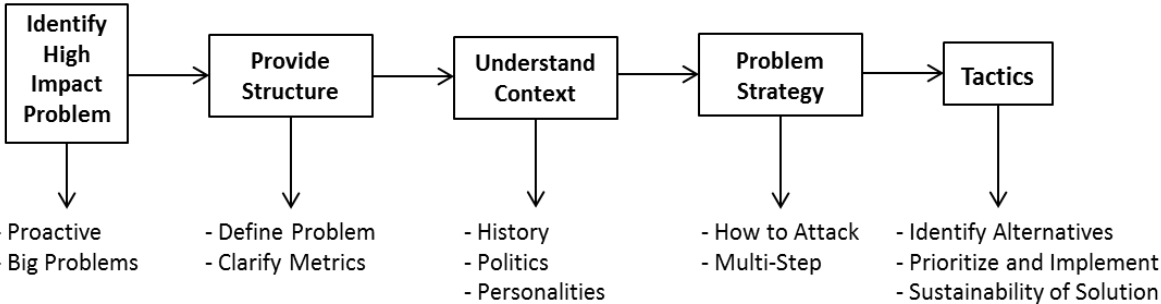 Identify
High
Impact
Problem
Provide
Structure
Understand
Context
Problem
Strategy
Tactics
- Proactive
- Big Problems
- Define Problem
- Clarify Metrics
- History
- Politics
- Personalities
- How to Attack
- Multi-Step
- Identify Alternatives
- Prioritize and Implement
- Sustainability of Solution